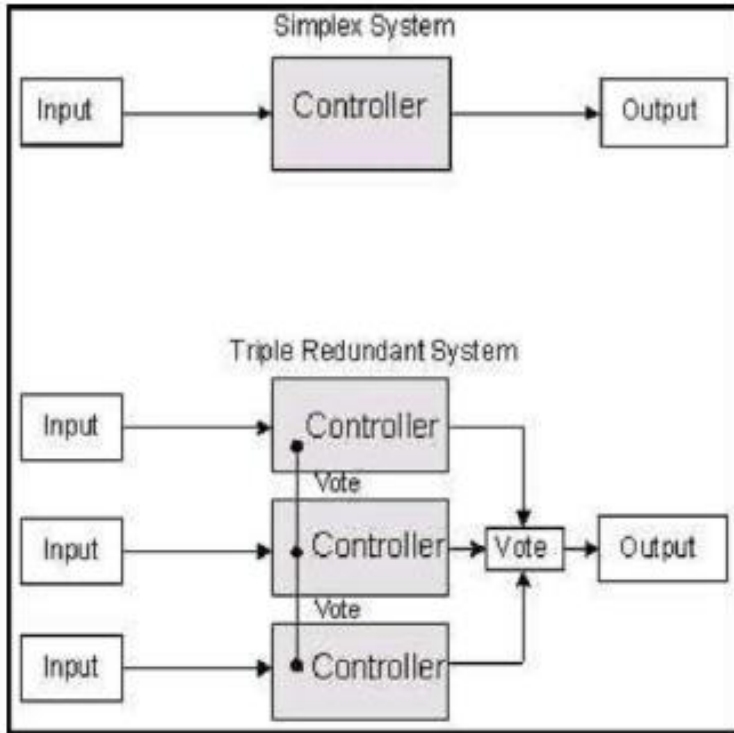 Simplex System
Input
Controller
Output
Triple Redundant System
Input
Controller
Vote
Input
Controller
Vote
Output
Vote
Input
Controller